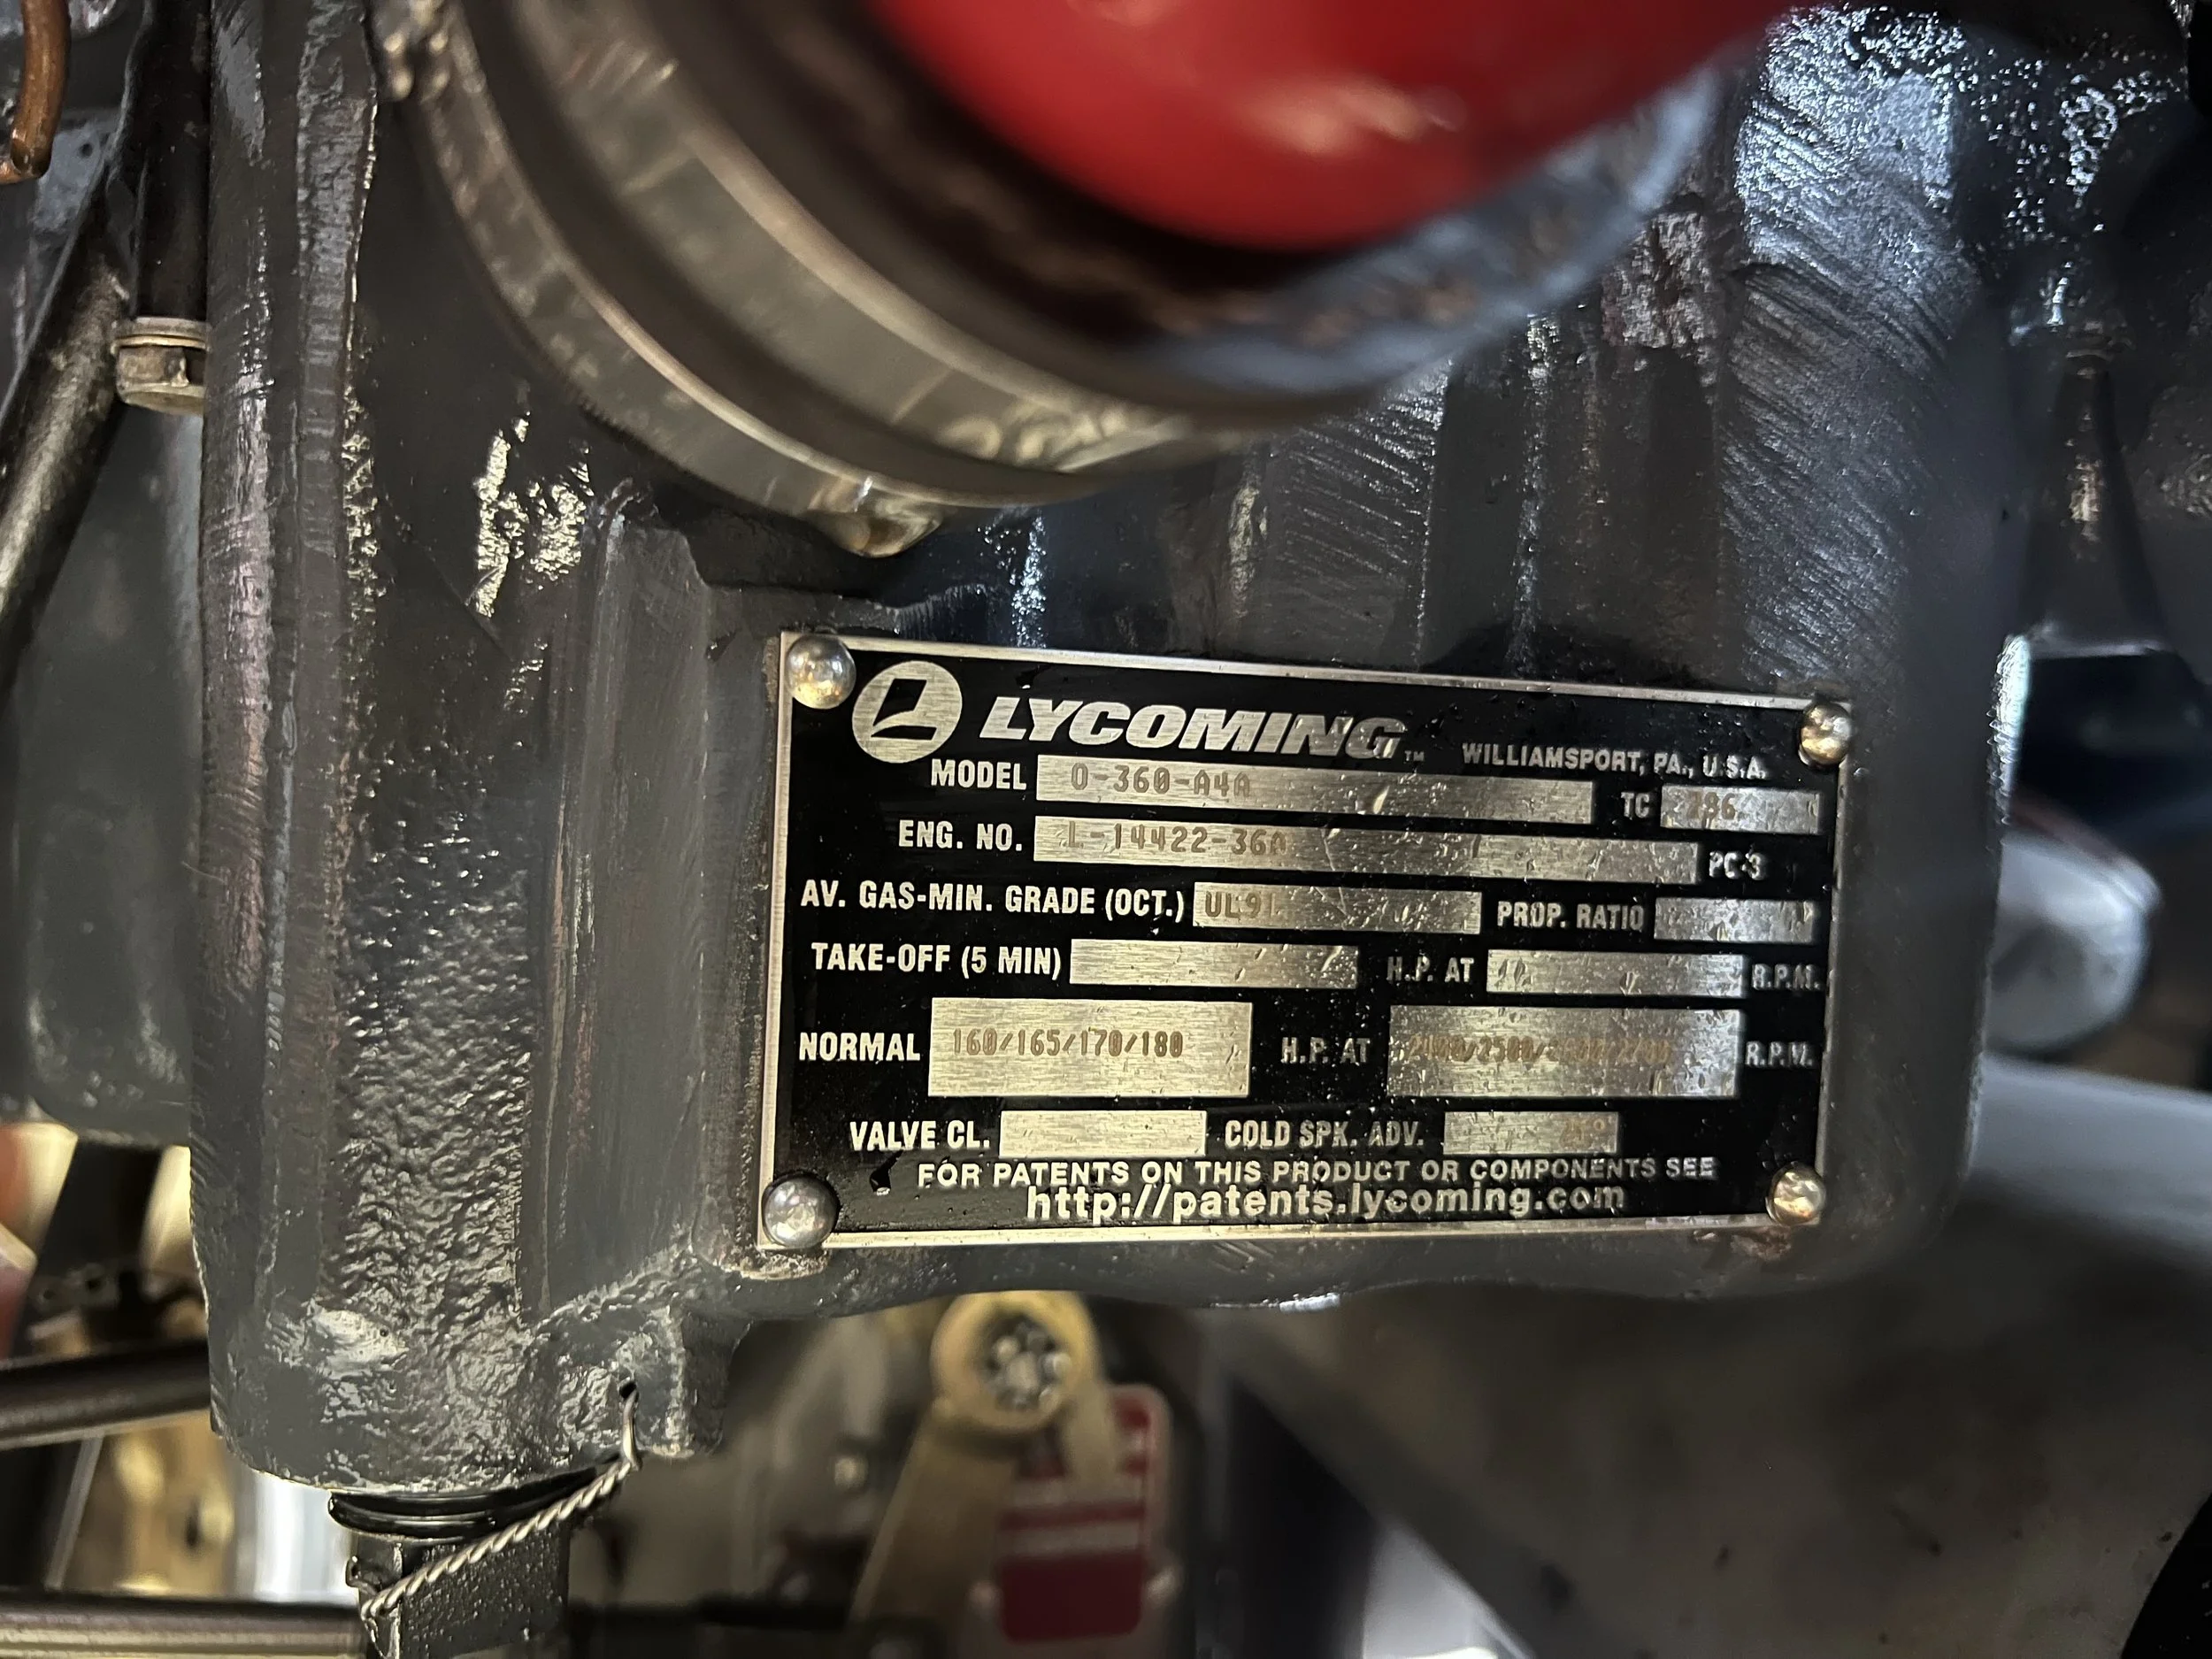 LYCOMING™ WILLIAMSPORT, PA., U.S.A.
MODEL O-360-A4A TC 286
ENG. NO. L-14422-36A PC-3
AV. GAS-MIN. GRADE (OCT.) UL91 PROP. RATIO
TAKE-OFF (5 MIN) H.P. AT R.P.M.
NORMAL 160/165/170/180 H.P. AT R.P.M.
VALVE CL. COLD SPK. ADV.
FOR PATENTS ON THIS PRODUCT OR COMPONENTS SEE
http://patents.lycoming.com